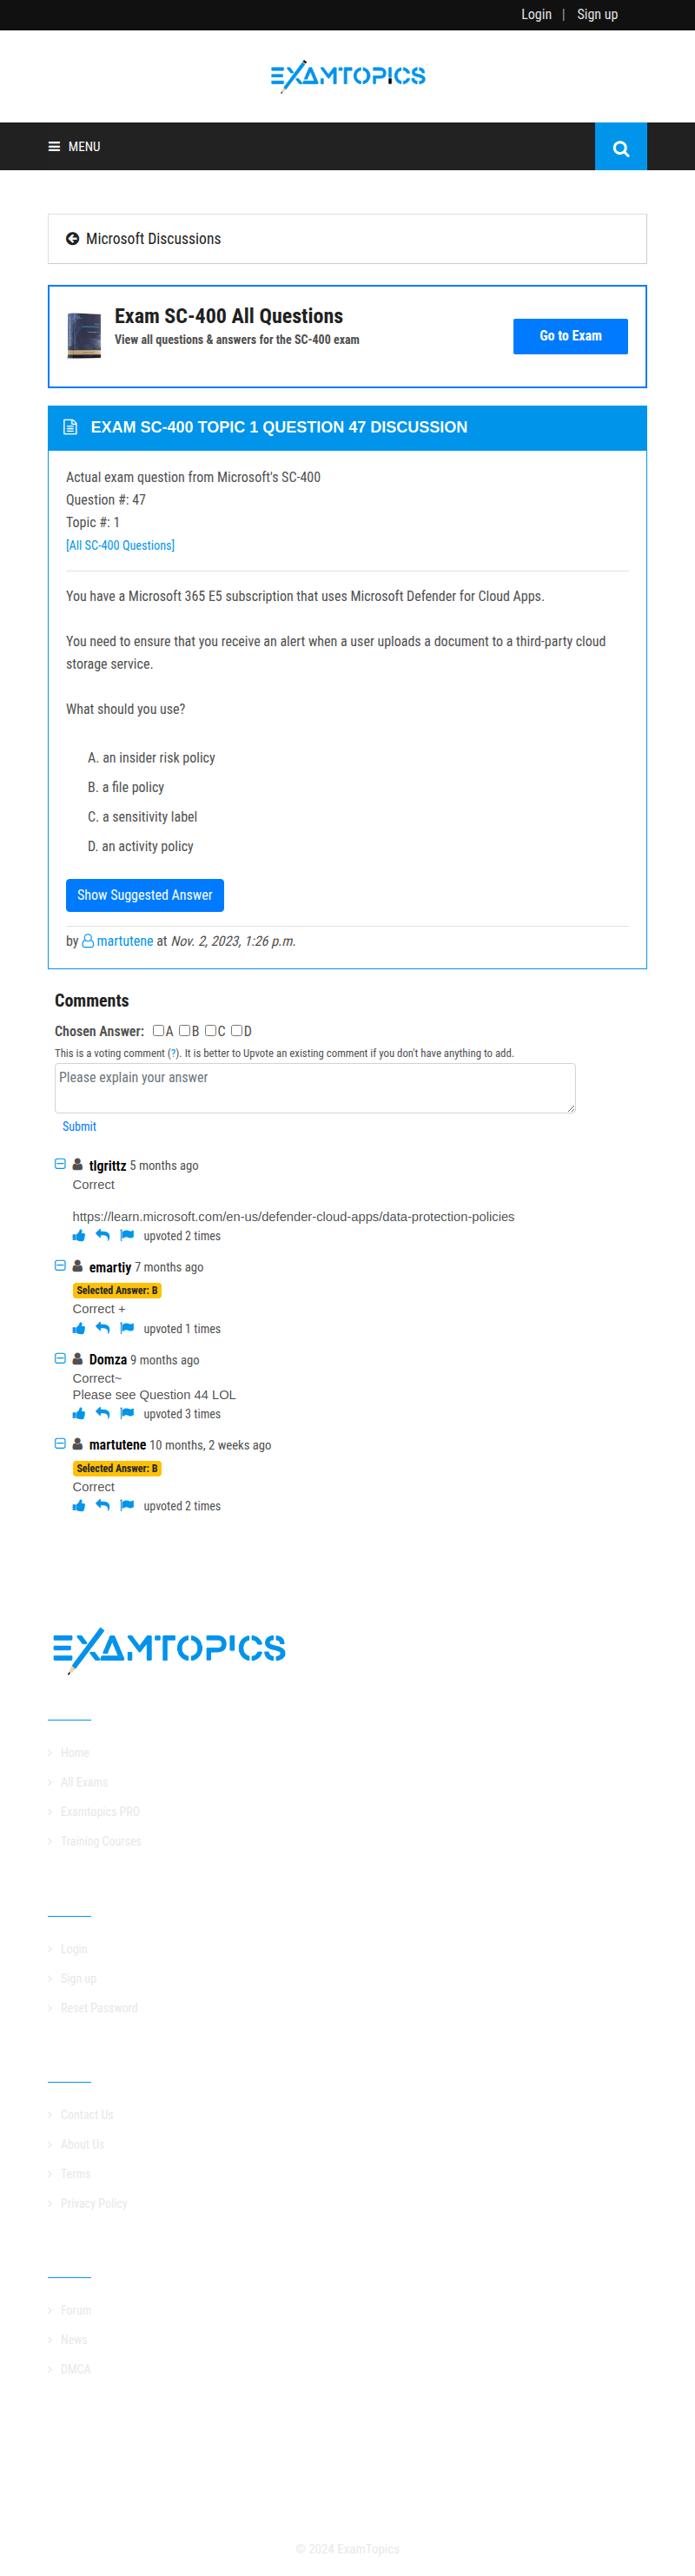 Login | Sign up
EXAMTOPICS
MENU
Microsoft Discussions
Exam SC-400 All Questions
View all questions & answers for the SC-400 exam
Go to Exam
EXAM SC-400 TOPIC 1 QUESTION 47 DISCUSSION
Actual exam question from Microsoft's SC-400
Question #: 47
Topic #: 1
[All SC-400 Questions]
You have a Microsoft 365 E5 subscription that uses Microsoft Defender for Cloud Apps.
You need to ensure that you receive an alert when a user uploads a document to a third-party cloud
storage service.
What should you use?
A. an insider risk policy
B. a file policy
C. a sensitivity label
D. an activity policy
Show Suggested Answer
by martutene at Nov. 2, 2023, 1:26 p.m.
Comments
Chosen Answer: A B C D
This is a voting comment (?). It is better to Upvote an existing comment if you don't have anything to add.
Please explain your answer
Submit
tlgrittz 5 months ago
Correct
https://learn.microsoft.com/en-us/defender-cloud-apps/data-protection-policies
upvoted 2 times
emartiy 7 months ago
Selected Answer: B
Correct +
upvoted 1 times
Domza 9 months ago
Correct~
Please see Question 44 LOL
upvoted 3 times
martutene 10 months, 2 weeks ago
Selected Answer: B
Correct
upvoted 2 times
EXAMTOPICS
Home
All Exams
Examtopics PRO
Training Courses
Login
Sign up
Reset Password
Contact Us
About Us
Terms
Privacy Policy
Forum
News
DMCA
© 2024 ExamTopics